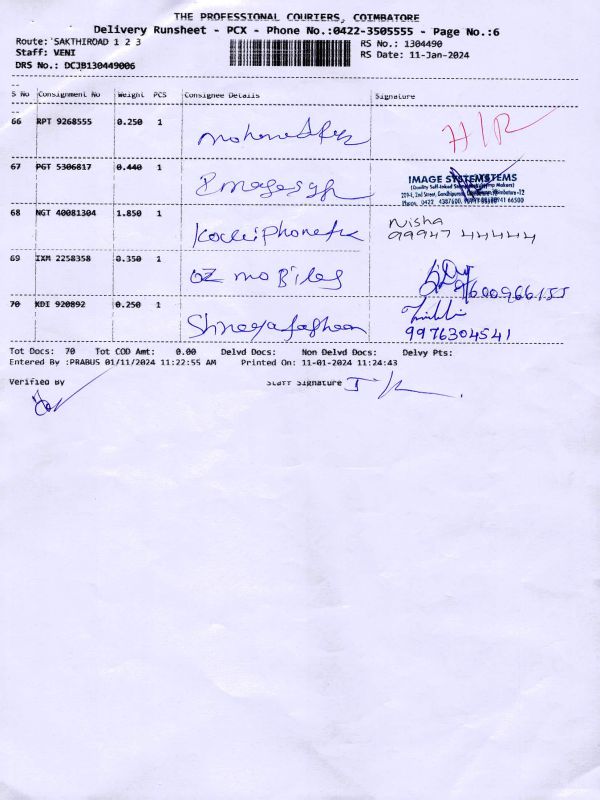 THE PROFESSIONAL COURIERS, COIMBATORE
Delivery Runsheet - PCX - Phone No.:0422-3505555 - Page No.:6
Route: SAKTHIROAD 1 2 3
Staff: VENI
DRS No.: DCJB130449006
RS No.: 1304490
RS Date: 11-Jan-2024
S No Consignment No Weight PCS Consignee Details Signature
66 RPT 9268555 0.250 1
67 PGT 5306817 0.440 1
IMAGE SYSTEMS
68 NGT 40081304 1.850 1
Nisha
99947 44444
69 IXM 2258358 0.350 1 OZ mobiles
9600966155
70 KDI 920892 0.250 1
9976304541
Tot Docs: 70 Tot COD Amt: 0.00 Delvd Docs: Non Delvd Docs: Delvy Pts:
Entered By :PRABUS 01/11/2024 11:22:55 AM Printed On: 11-01-2024 11:24:43
Verified By Staff Signature